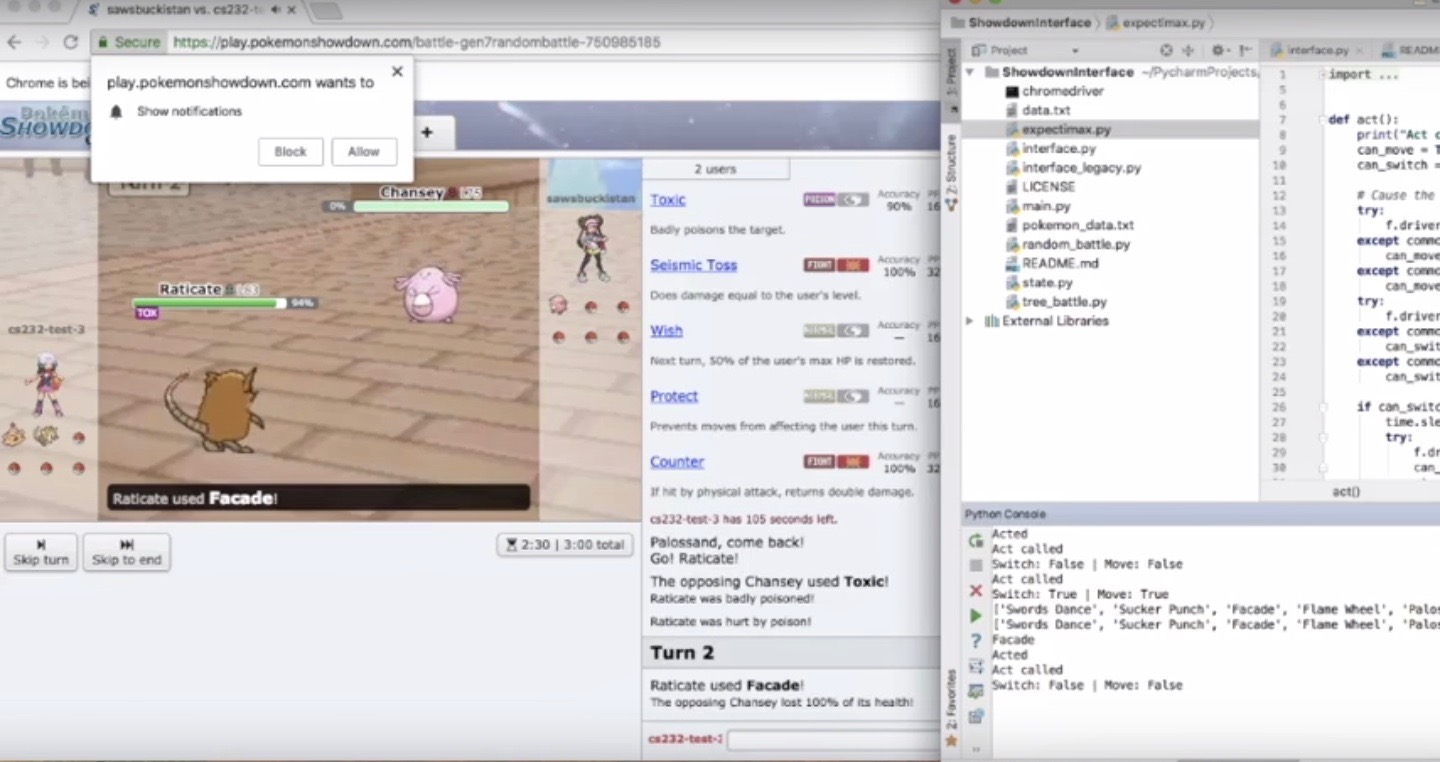 sawsbuckistan vs. cs232-t
Secure https://play.pokemonshowdown.com/battle-gen7randombattle-750985185
Chrome is bei
play.pokemonshowdown.com wants to
Show notifications
Block
Allow
Pokém
SHOWD
+
Turn 2
Chansey
0%
Raticate
94%
TOX
cs232-test-3
sawsbuckistan
Raticate used Facade!
Skip turn
Skip to end
2:30 | 3:00 total
2 users
Toxic
POISON
Accuracy
90%
16
Badly poisons the target.
Seismic Toss
FIGHT
Accuracy
100%
32
Does damage equal to the user's level.
Wish
Accuracy
—
16
Next turn, 50% of the user's max HP is restored.
Protect
Accuracy
—
16
Prevents moves from affecting the user this turn.
Counter
FIGHT
Accuracy
100%
32
If hit by physical attack, returns double damage.
cs232-test-3 has 105 seconds left.
Palossand, come back!
Go! Raticate!
The opposing Chansey used Toxic!
Raticate was badly poisoned!
Raticate was hurt by poison!
Turn 2
Raticate used Facade!
The opposing Chansey lost 100% of its health!
cs232-test-3
ShowdownInterface
expectimax.py
1: Project
Z: Structure
2: Favorites
Project
interface.py
READM
ShowdownInterface ~/PycharmProjects/
chromedriver
data.txt
expectimax.py
interface.py
interface_legacy.py
LICENSE
main.py
pokemon_data.txt
random_battle.py
README.md
state.py
tree_battle.py
External Libraries
1 import ...
5
6
7 def act():
8 print("Act c
9 can_move = T
10 can_switch =
11
12 # Cause the
13 try:
14 f.driver
15 except commo
16 can_move
17 except commo
18 can_move
19 try:
20 f.driver
21 except commo
22 can_swit
23 except commo
24 can_swit
25
26 if can_switc
27 time.sle
28 try:
29 f.dr
30 can_
act()
Python Console
Acted
Act called
Switch: False | Move: False
Act called
Switch: True | Move: True
['Swords Dance', 'Sucker Punch', 'Facade', 'Flame Wheel', 'Palos
['Swords Dance', 'Sucker Punch', 'Facade', 'Flame Wheel', 'Palos
Facade
Acted
Act called
Switch: False | Move: False